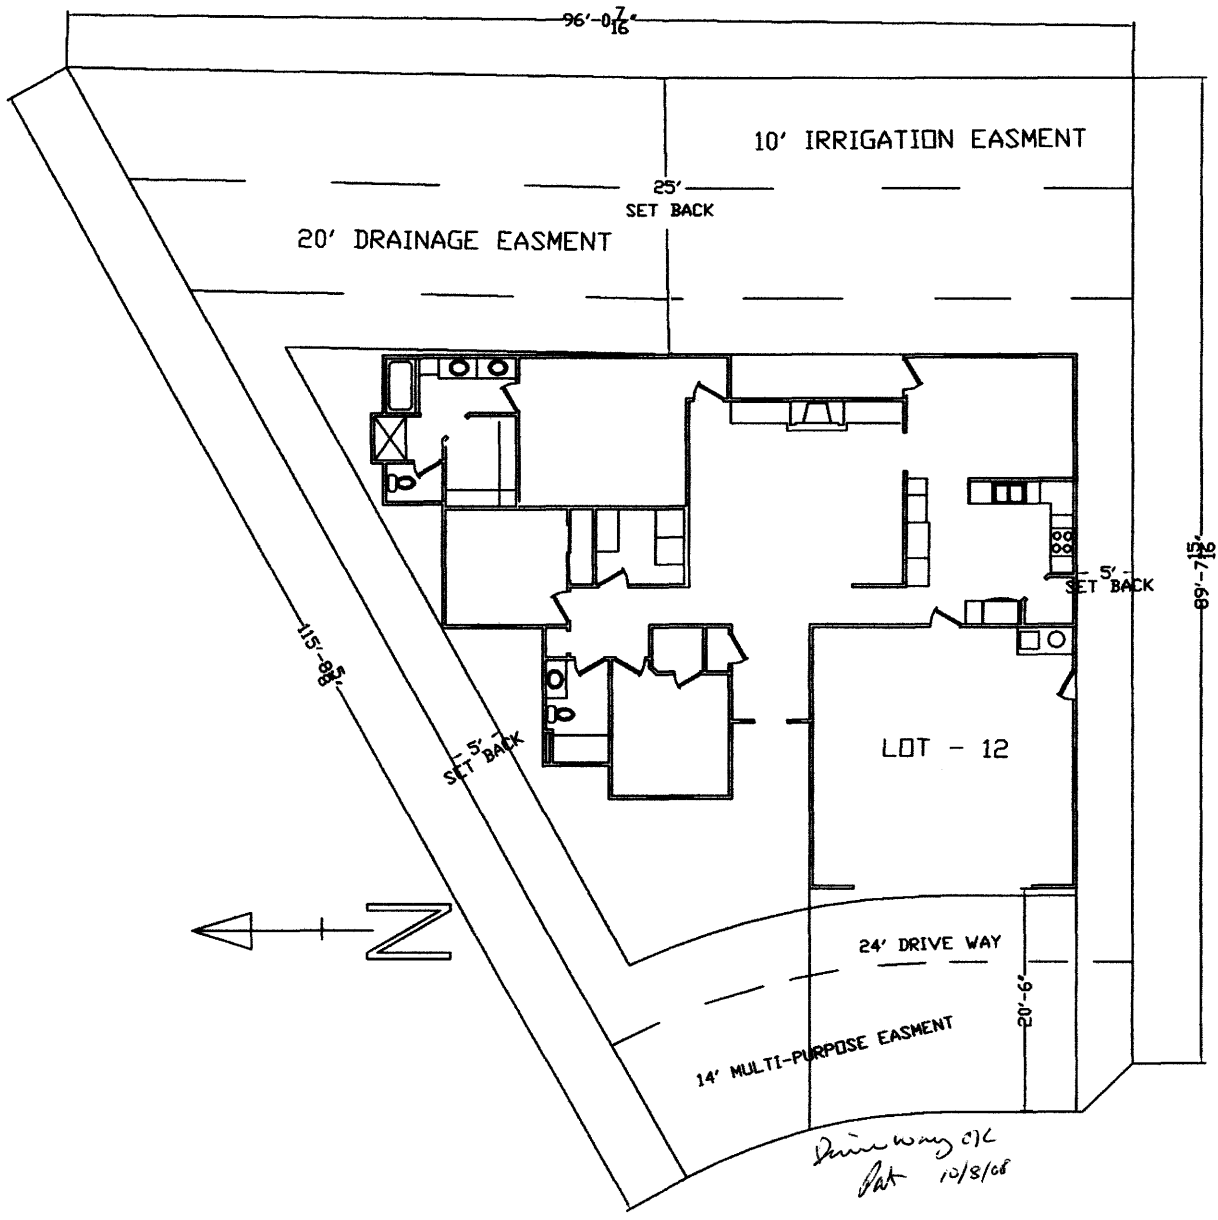 96'-0 7/16"
10' IRRIGATION EASMENT
25'
SET BACK
20' DRAINAGE EASMENT
89'-7 15/16"
5'
SET BACK
115'-8 5/8"
LOT - 12
5'
SET BACK
N
24' DRIVE WAY
20'-6"
14' MULTI-PURPOSE EASMENT
Drive way OK
Pat 10/8/08